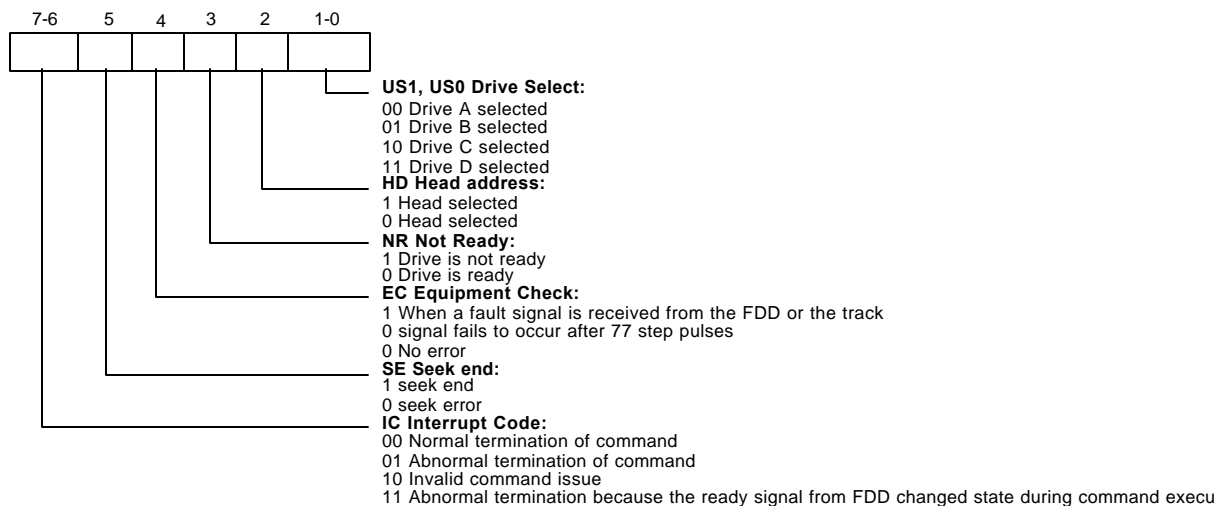 7-6 5 4 3 2 1-0
US1, US0 Drive Select:
00 Drive A selected
01 Drive B selected
10 Drive C selected
11 Drive D selected
HD Head address:
1 Head selected
0 Head selected
NR Not Ready:
1 Drive is not ready
0 Drive is ready
EC Equipment Check:
1 When a fault signal is received from the FDD or the track
0 signal fails to occur after 77 step pulses
0 No error
SE Seek end:
1 seek end
0 seek error
IC Interrupt Code:
00 Normal termination of command
01 Abnormal termination of command
10 Invalid command issue
11 Abnormal termination because the ready signal from FDD changed state during command execu